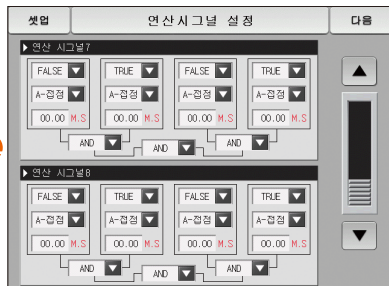 셋업 연산시그널 설정 다음
▶ 연산 시그널7
FALSE TRUE FALSE TRUE
A-접점 A-접점 A-접점 A-접점
00.00 M.S 00.00 M.S 00.00 M.S 00.00 M.S
AND AND AND
▶ 연산 시그널8
FALSE TRUE FALSE TRUE
A-접점 A-접점 A-접점 A-접점
00.00 M.S 00.00 M.S 00.00 M.S 00.00 M.S
AND AND AND